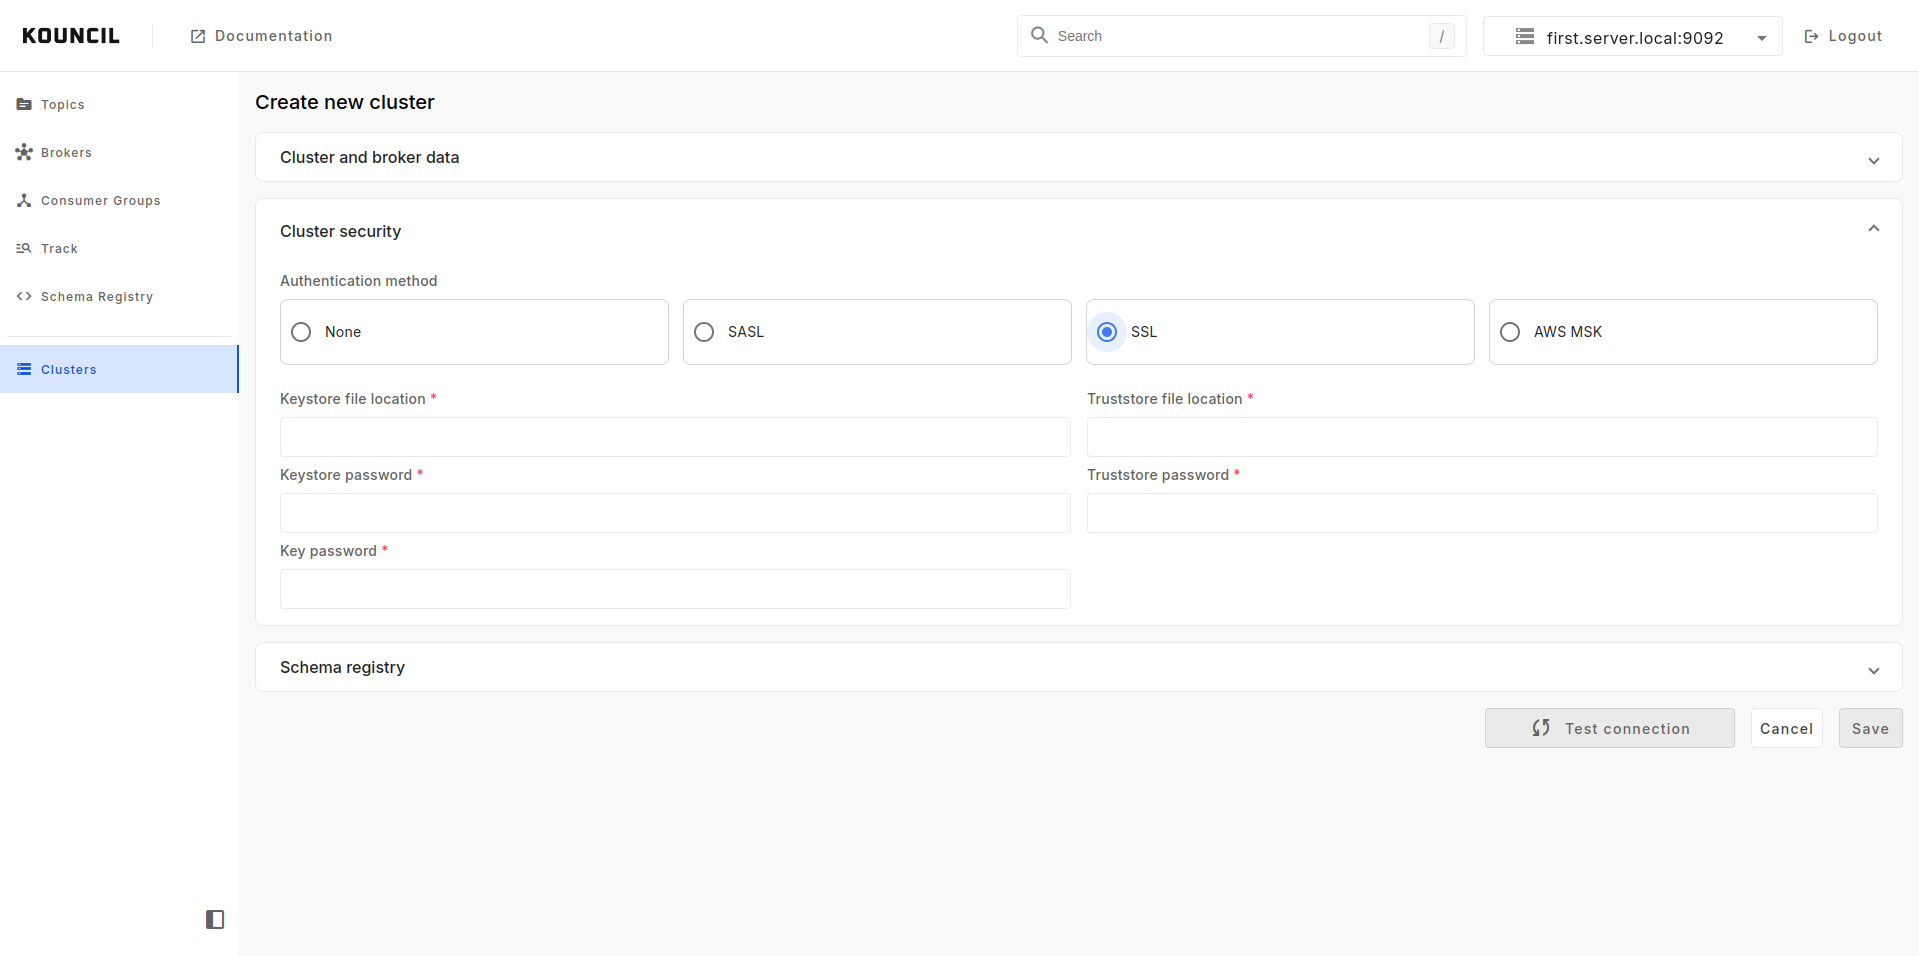 KOUNCIL
Documentation
Search
/
first.server.local:9092
Logout
Topics
Brokers
Consumer Groups
Track
Schema Registry
Clusters
Create new cluster
Cluster and broker data
Cluster security
Authentication method
None
SASL
SSL
AWS MSK
Keystore file location *
Truststore file location *
Keystore password *
Truststore password *
Key password *
Schema registry
Test connection
Cancel
Save